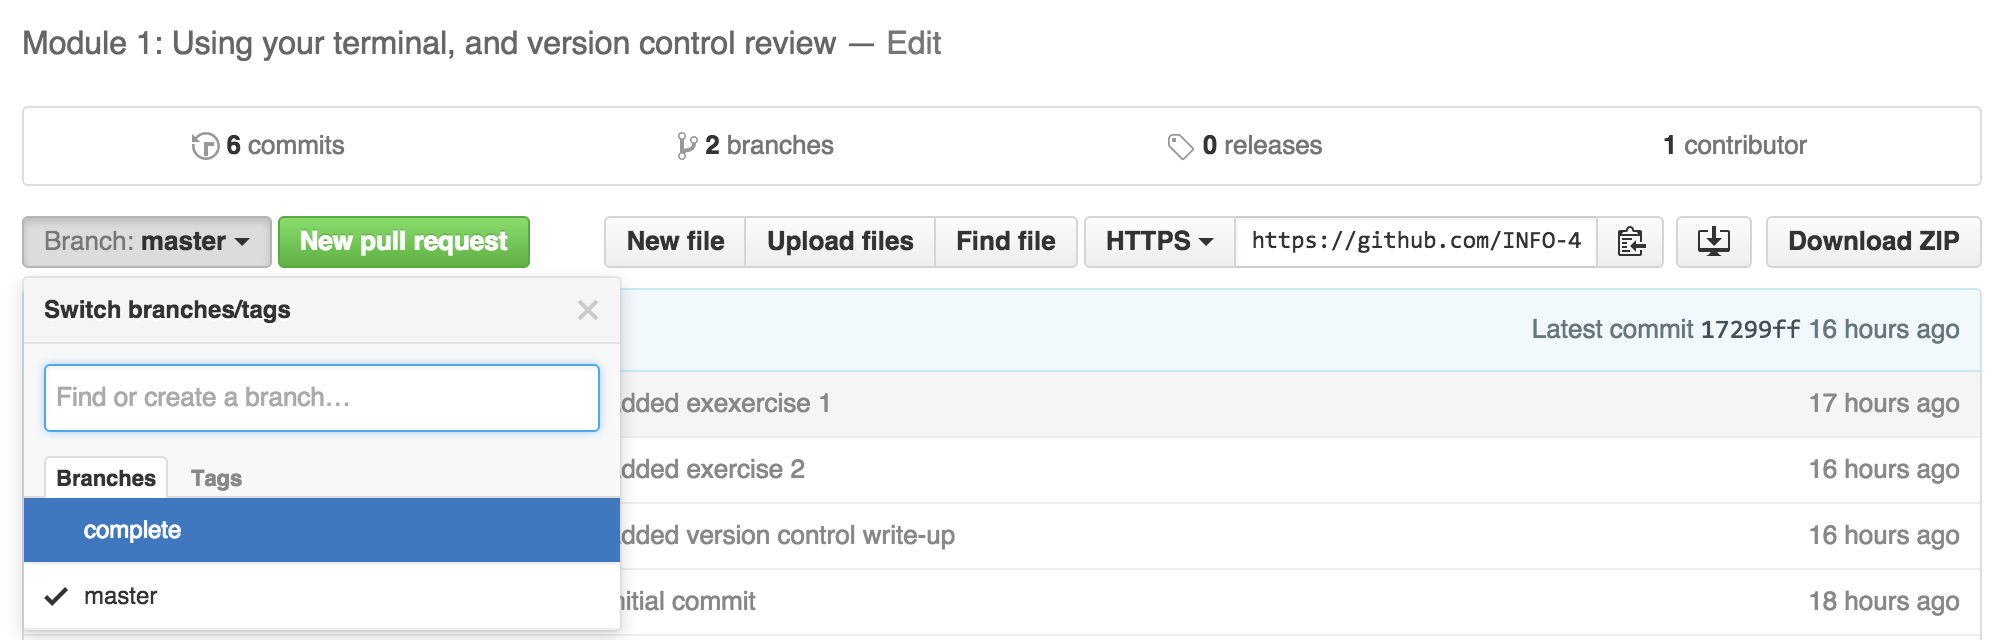 Module 1: Using your terminal, and version control review — Edit
6 commits 2 branches 0 releases 1 contributor
Branch: master New pull request New file Upload files Find file HTTPS https://github.com/INFO-4 Download ZIP
Switch branches/tags
Latest commit 17299ff 16 hours ago
Find or create a branch…
dded exexercise 1 17 hours ago
Branches Tags
dded exercise 2 16 hours ago
complete
dded version control write-up 16 hours ago
master
nitial commit 18 hours ago